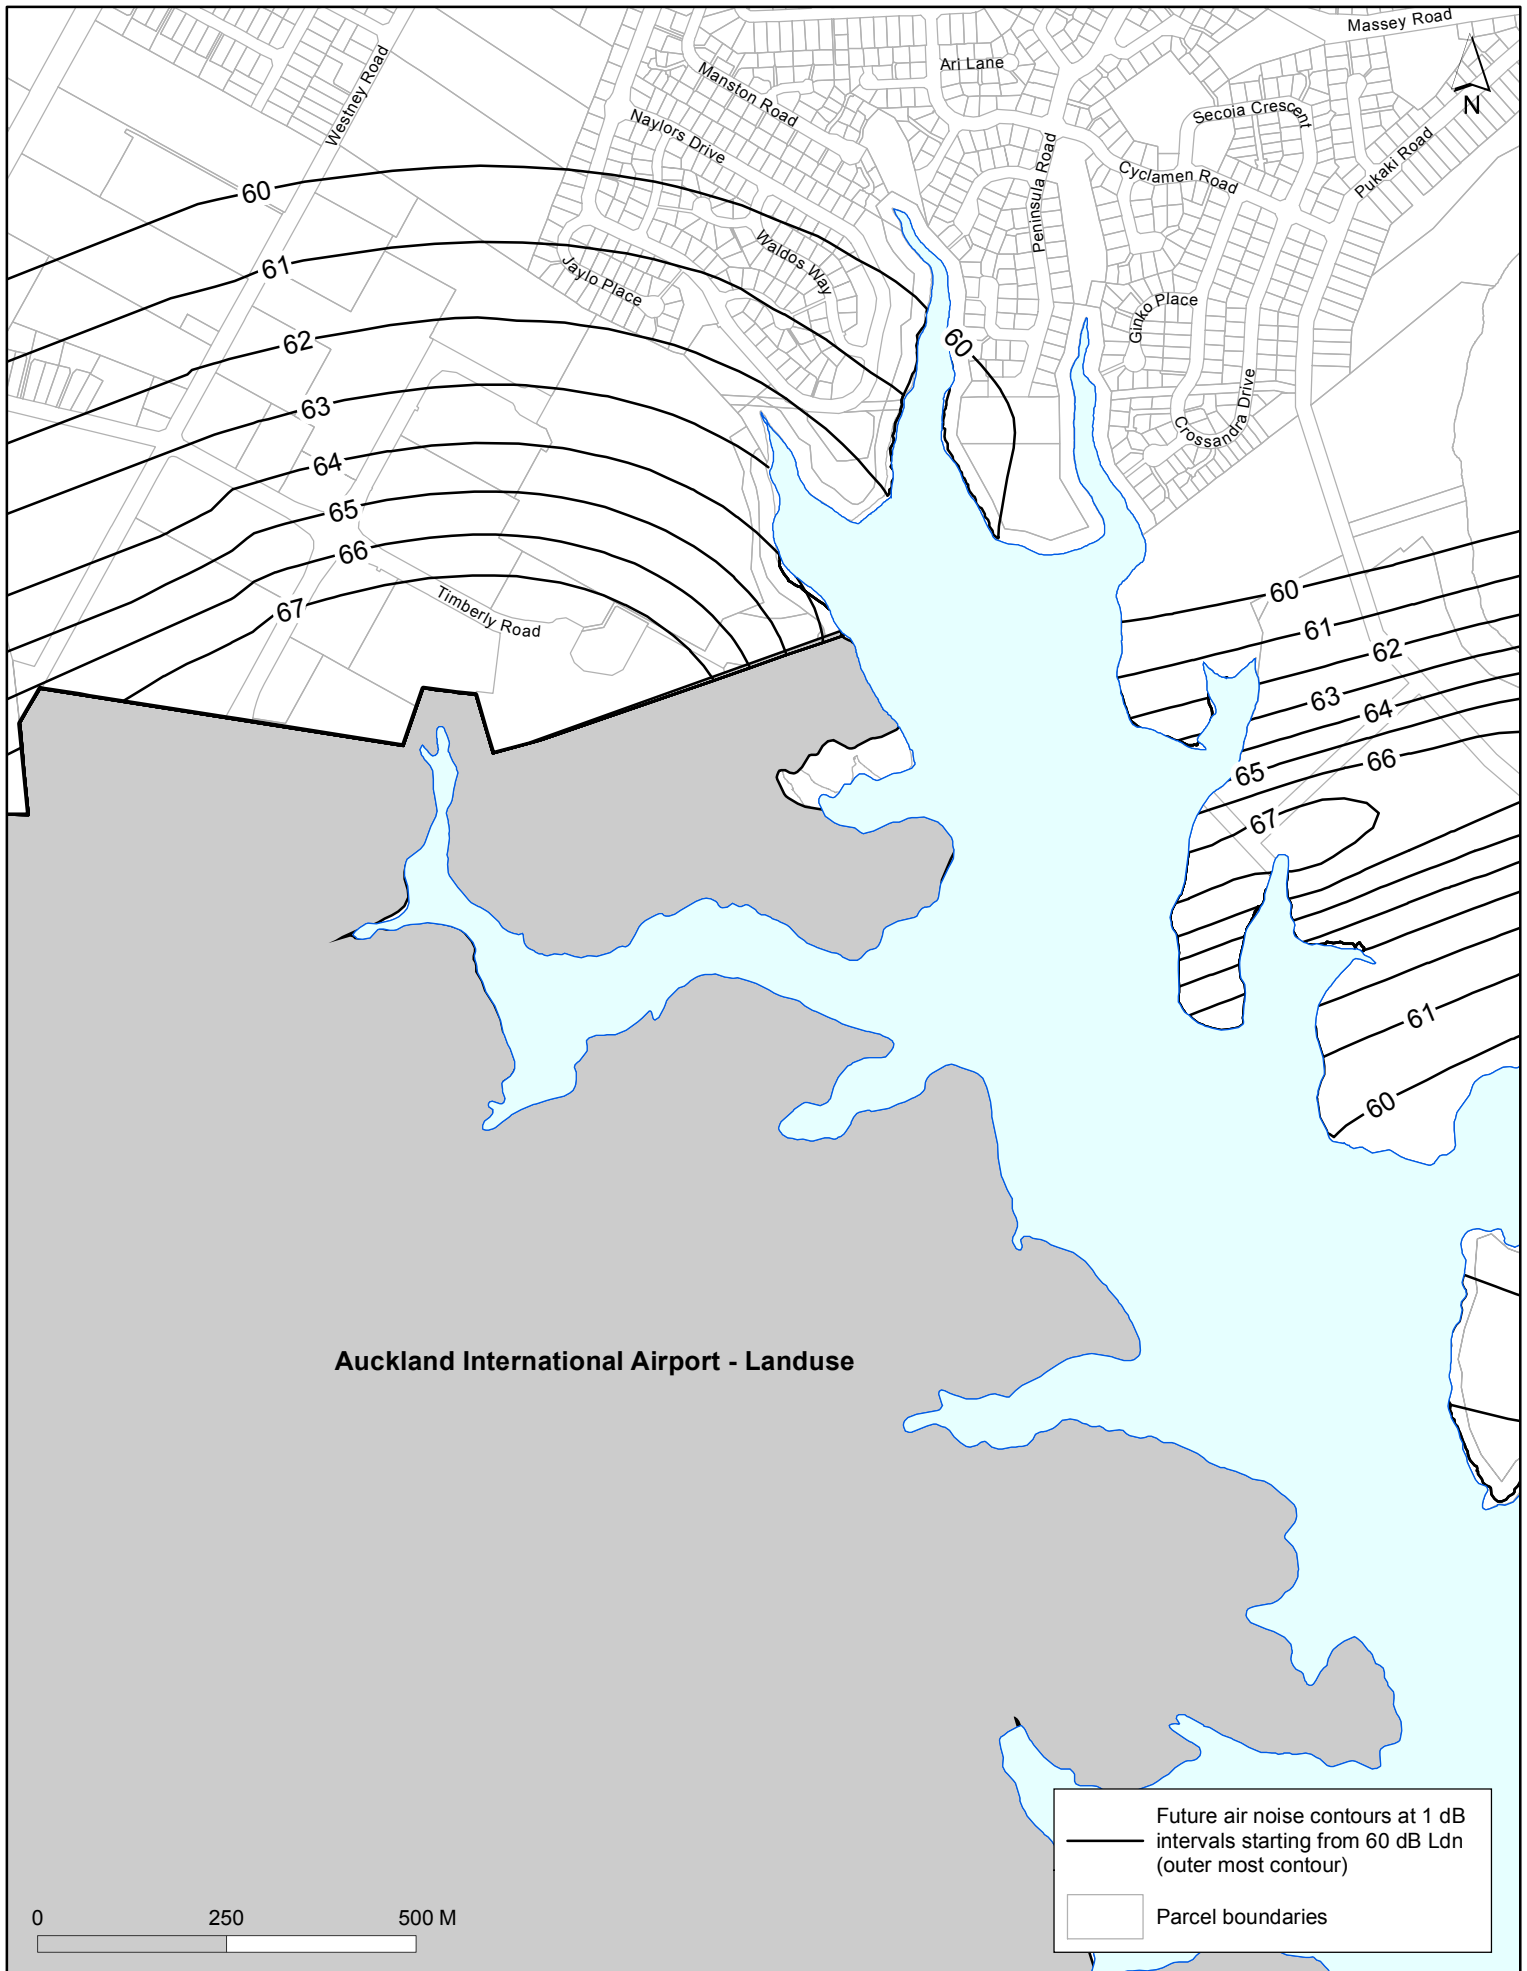 Massey Road
Westney Road
Ari Lane
Manston Road
N
Secoia Crescent
Naylors Drive
Peninsula Road
Pukaki Road
Cyclamen Road
60
Waldos Way
61
Jaylo Place
Ginko Place
62
60
63
Crossandra Drive
64
65
66
60
67
Timberly Road
61
62
63
64
66
65
67
61
60
Auckland International Airport - Landuse
Future air noise contours at 1 dB
intervals starting from 60 dB Ldn
(outer most contour)
Parcel boundaries
0 250 500 M